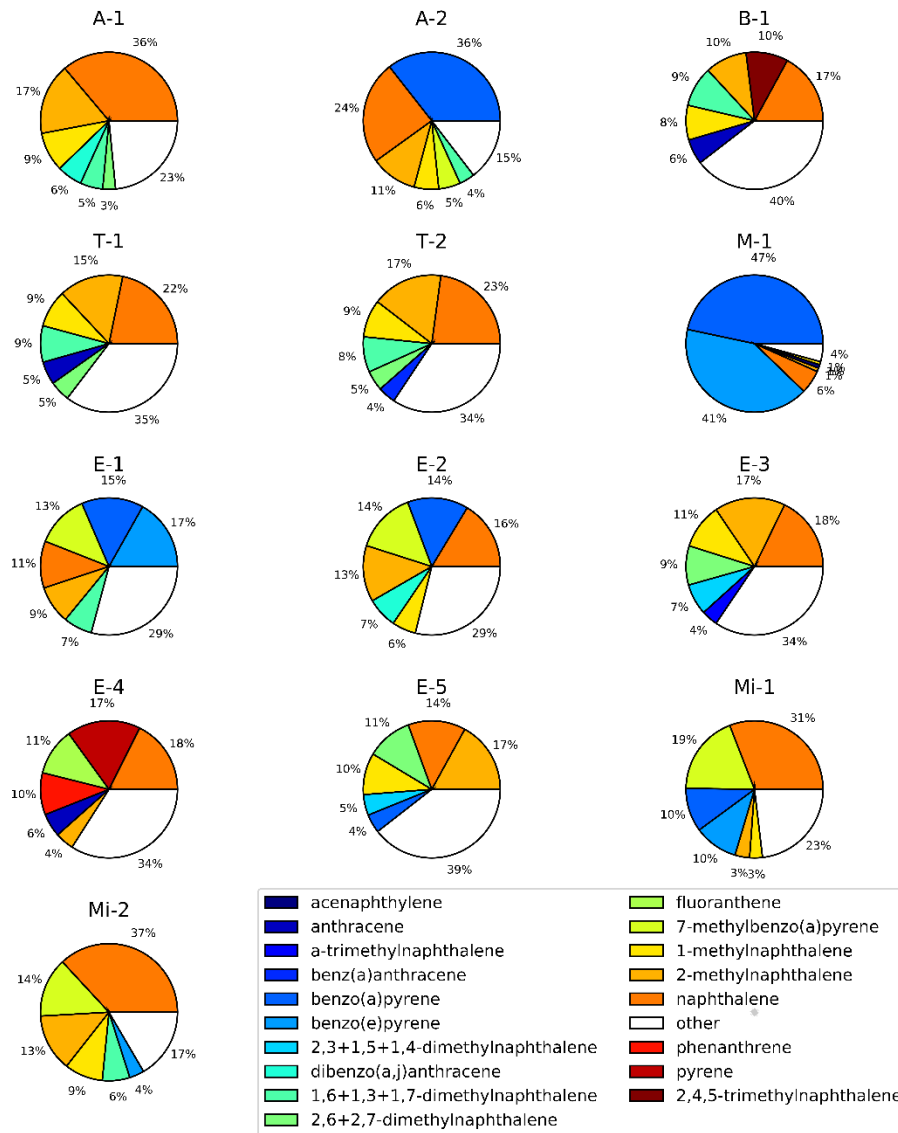 A-1
36%
17%
9%
6%
5%
3%
23%
A-2
36%
24%
11%
6%
5%
4%
15%
B-1
17%
10%
10%
9%
8%
6%
40%
T-1
22%
15%
9%
9%
5%
5%
35%
T-2
23%
17%
9%
8%
5%
4%
34%
M-1
47%
41%
6%
1%
4%
E-1
17%
15%
13%
11%
9%
7%
29%
E-2
16%
14%
14%
13%
7%
6%
29%
E-3
18%
17%
11%
9%
7%
4%
34%
E-4
18%
17%
11%
10%
6%
4%
34%
E-5
17%
14%
11%
10%
5%
4%
39%
Mi-1
31%
19%
10%
10%
3%
3%
23%
Mi-2
37%
14%
13%
9%
6%
4%
17%
acenaphthylene
anthracene
a-trimethylnaphthalene
benz(a)anthracene
benzo(a)pyrene
benzo(e)pyrene
2,3+1,5+1,4-dimethylnaphthalene
dibenzo(a,j)anthracene
1,6+1,3+1,7-dimethylnaphthalene
2,6+2,7-dimethylnaphthalene
fluoranthene
7-methylbenzo(a)pyrene
1-methylnaphthalene
2-methylnaphthalene
naphthalene
other
phenanthrene
pyrene
2,4,5-trimethylnaphthalene